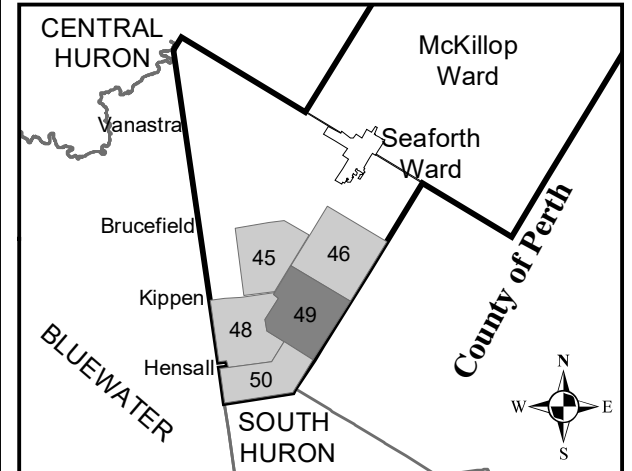 CENTRAL
HURON
McKillop
Ward
Vanastra
Seaforth
Ward
Brucefield
45
46
County of Perth
Kippen
49
48
Hensall
50
BLUEWATER
SOUTH
HURON
N
W
E
S